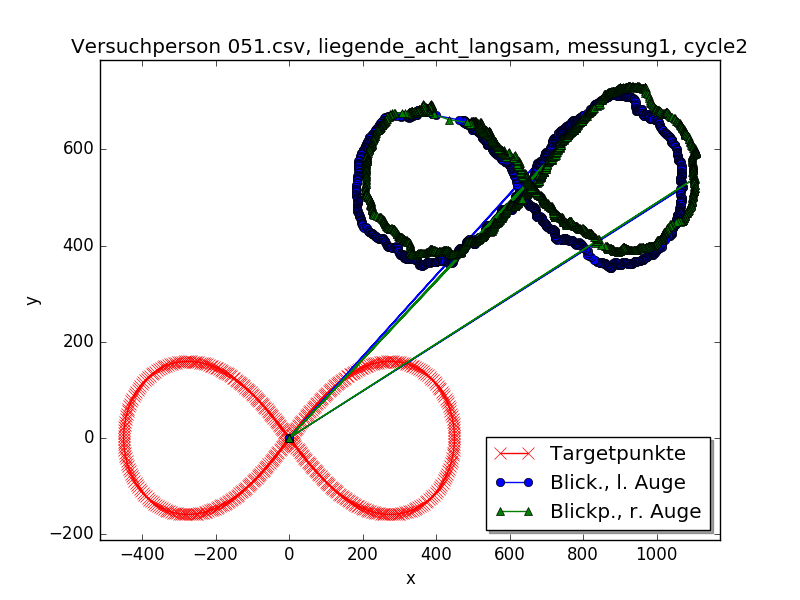 Versuchperson 051.csv, liegende_acht_langsam, messung1, cycle2
y
600
400
200
0
−200
−400
−200
0
200
400
600
800
1000
x
Targetpunkte
Blick., l. Auge
Blickp., r. Auge